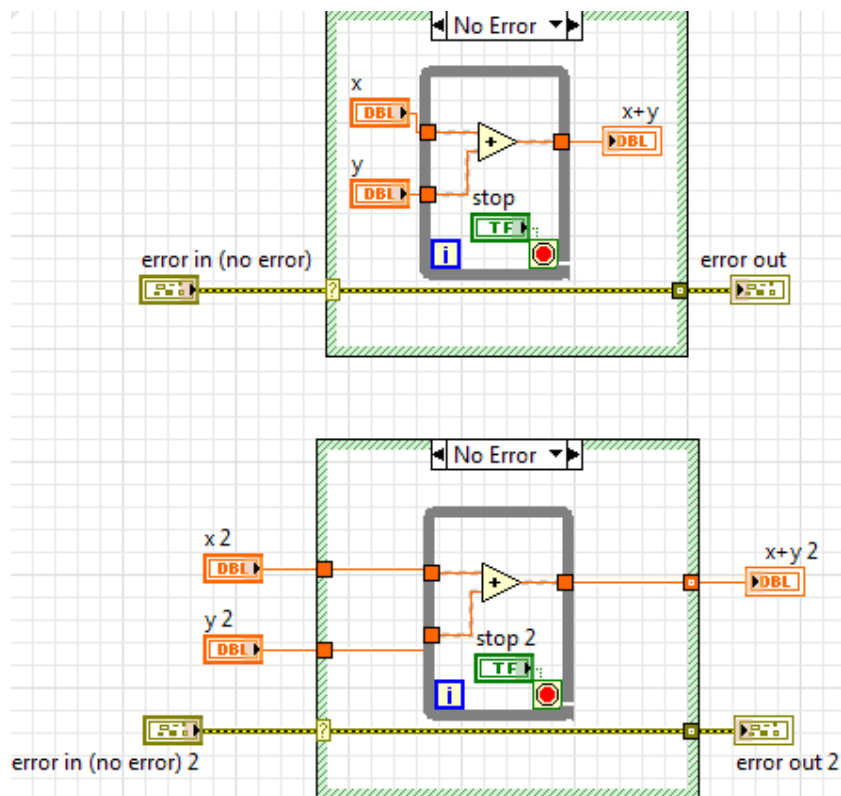 No Error
x
DBL
x+y
DBL
y
DBL
stop
TF
i
error in (no error)
error out
?
No Error
x 2
DBL
x+y 2
DBL
y 2
DBL
stop 2
TF
i
?
error in (no error) 2
error out 2